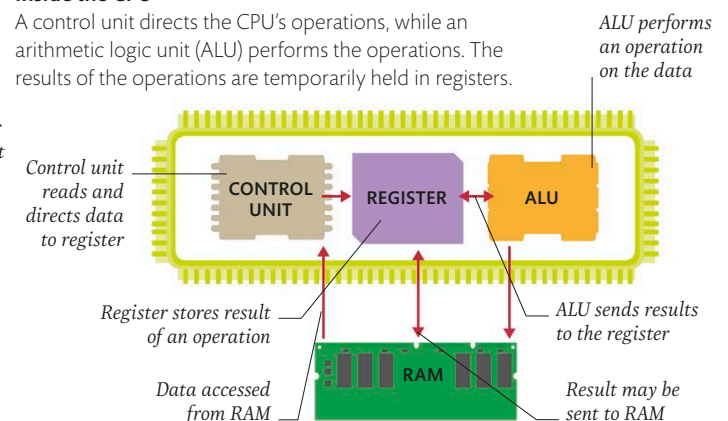 Inside the CPU
A control unit directs the CPU's operations, while an
arithmetic logic unit (ALU) performs the operations. The
results of the operations are temporarily held in registers.
ALU performs
an operation
on the data
Control unit
reads and
directs data
to register
CONTROL
UNIT
REGISTER
ALU
Register stores result
of an operation
ALU sends results
to the register
RAM
Data accessed
from RAM
Result may be
sent to RAM